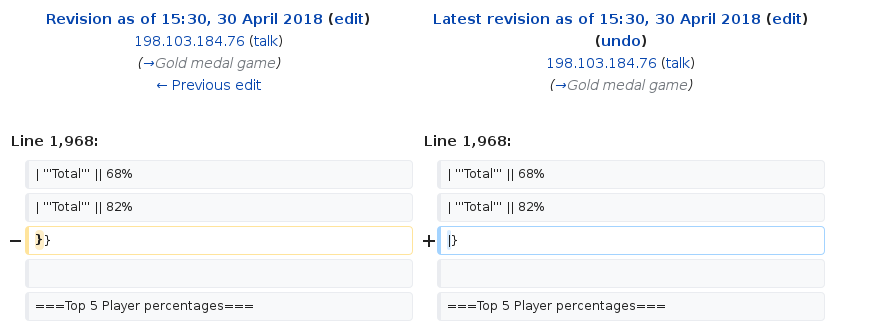 Revision as of 15:30, 30 April 2018 (edit)
198.103.184.76 (talk)
(→Gold medal game)
← Previous edit
Latest revision as of 15:30, 30 April 2018 (edit)
(undo)
198.103.184.76 (talk)
(→Gold medal game)
Line 1,968:
Line 1,968:
| '''Total''' || 68%
| '''Total''' || 68%
| '''Total''' || 82%
| '''Total''' || 82%
− }}
+ |}
===Top 5 Player percentages===
===Top 5 Player percentages===